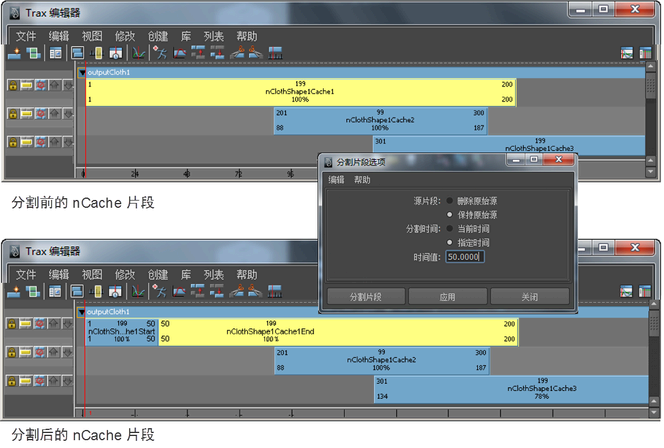 Trax 编辑器
文件 编辑 视图 修改 创建 库 列表 帮助
outputCloth1
1 199 200
nClothShape1Cache1
1 100% 200
201 99 300
nClothShape1Cache2
88 100% 187
301 199
nClothShape1Cache3
0 24 48 72 96
分割前的 nCache 片段
分割片段选项
编辑 帮助
源片段: 删除原始源
保持原始源
分割时间: 当前时间
指定时间
时间值: 50.0000
分割片段 应用 关闭
Trax 编辑器
文件 编辑 视图 修改 创建 库 列表 帮助
outputCloth1
1 199 50 50 199 200
nClothSh...he1Start nClothShape1Cache1End
1 100% 50 50 100% 200
201 99 300
nClothShape1Cache2
88 100% 187
301 199
nClothShape1Cache3
134 78%
分割后的 nCache 片段